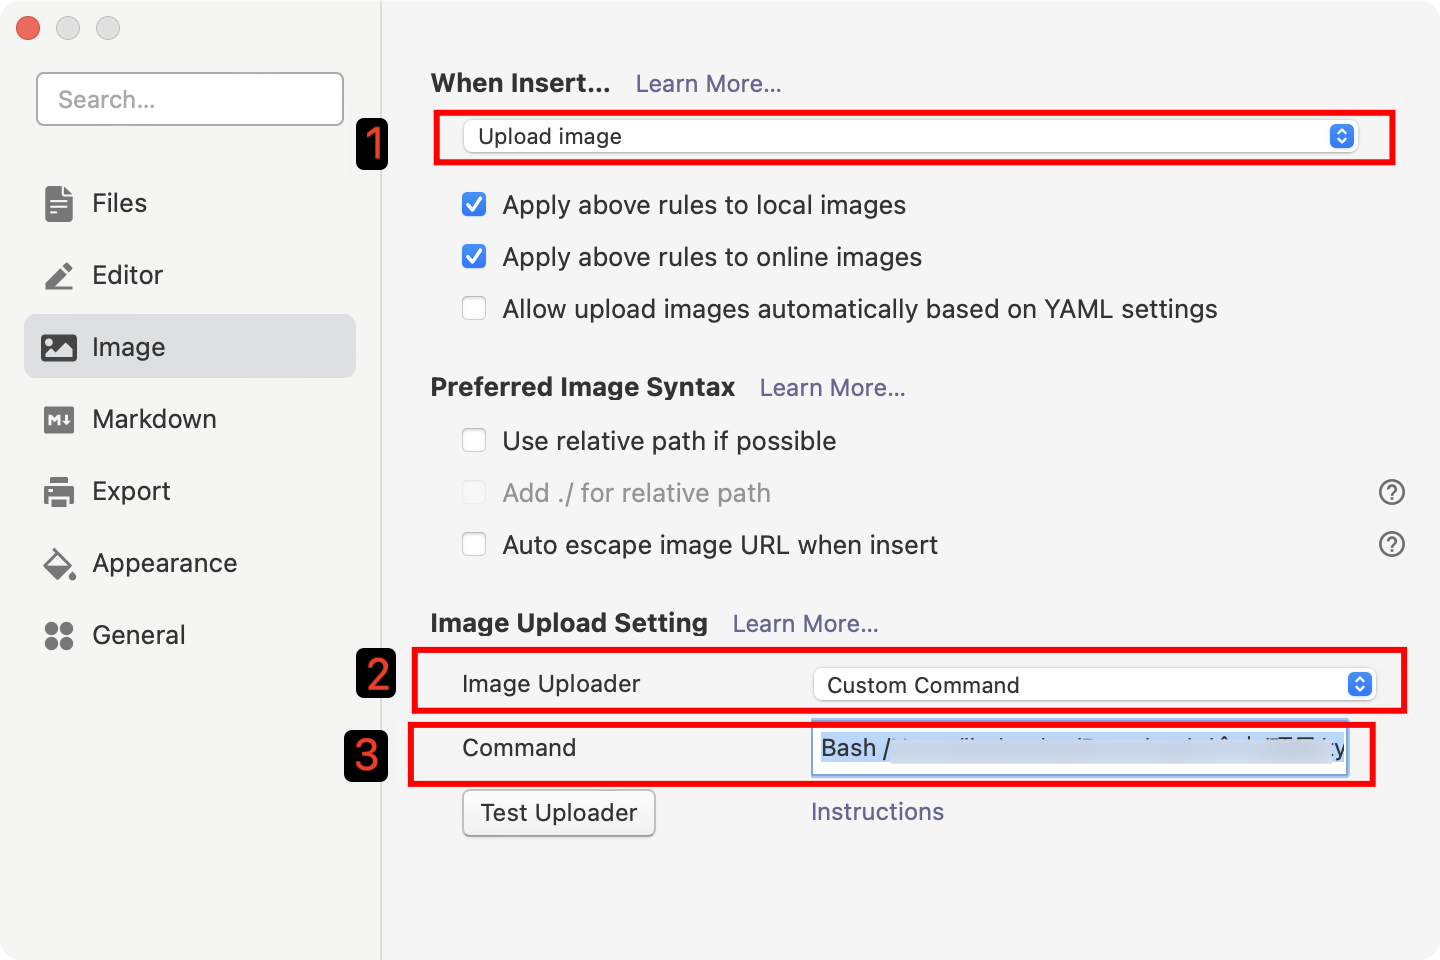 Search...
Files
Editor
Image
Markdown
Export
Appearance
General
When Insert... Learn More...
1
Upload image
Apply above rules to local images
Apply above rules to online images
Allow upload images automatically based on YAML settings
Preferred Image Syntax Learn More...
Use relative path if possible
Add ./ for relative path
Auto escape image URL when insert
Image Upload Setting Learn More...
2
Image Uploader Custom Command
3
Command Bash /
Test Uploader Instructions